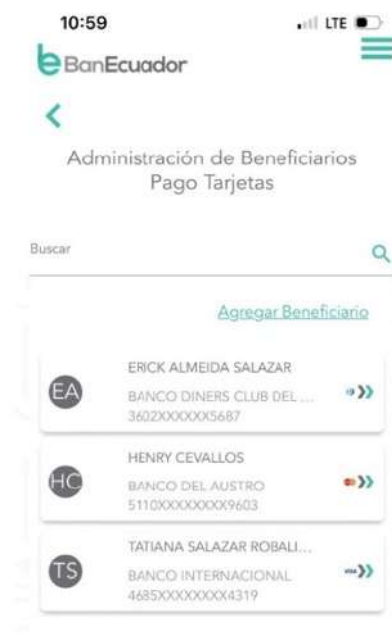 10:59
LTE
BanEcuador
Administración de Beneficiarios
Pago Tarjetas
Buscar
Agregar Beneficiario
EA
ERICK ALMEIDA SALAZAR
BANCO DINERS CLUB DEL ...
3602XXXXXX5687
HC
HENRY CEVALLOS
BANCO DEL AUSTRO
5110XXXXXXXX9603
TS
TATIANA SALAZAR ROBALI...
BANCO INTERNACIONAL
VISA
4685XXXXXXXX4319